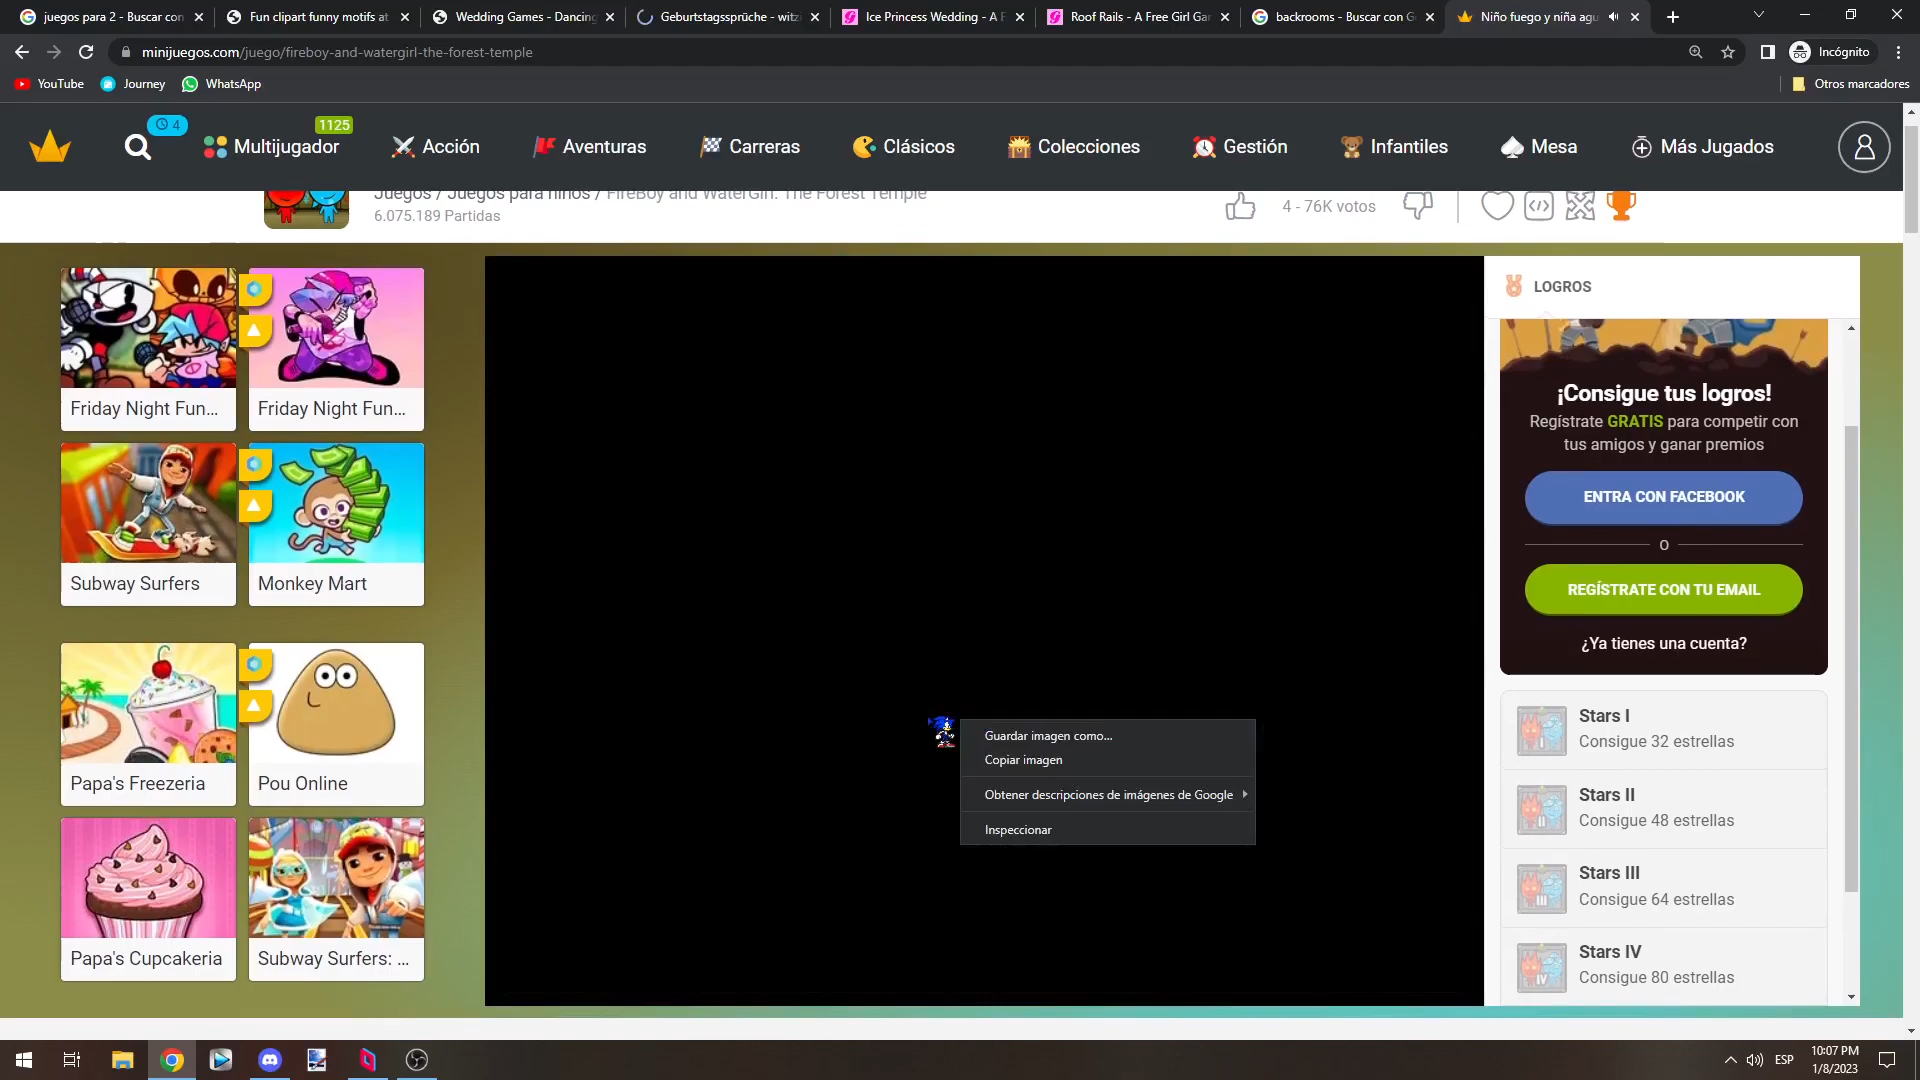 juegos para 2 - Buscar con
Fun clipart funny motifs at
Wedding Games - Dancing
Geburtstagssprüche - witzi
Ice Princess Wedding - A F
Roof Rails - A Free Girl Gar
backrooms - Buscar con G
Niño fuego y niña agu
minijuegos.com/juego/fireboy-and-watergirl-the-forest-temple
Incógnito
YouTube
Journey
WhatsApp
Otros marcadores
4
1125
Multijugador
Acción
Aventuras
Carreras
Clásicos
Colecciones
Gestión
Infantiles
Mesa
Más Jugados
Juegos / Juegos para niños / FireBoy and WaterGirl: The Forest Temple
6.075.189 Partidas
4 - 76K votos
Friday Night Fun...
Friday Night Fun...
Subway Surfers
Monkey Mart
Papa's Freezeria
Pou Online
Papa's Cupcakeria
Subway Surfers: ...
Guardar imagen como...
Copiar imagen
Obtener descripciones de imágenes de Google
Inspeccionar
LOGROS
¡Consigue tus logros!
Regístrate GRATIS para competir con
tus amigos y ganar premios
ENTRA CON FACEBOOK
O
REGÍSTRATE CON TU EMAIL
¿Ya tienes una cuenta?
Stars I
Consigue 32 estrellas
Stars II
Consigue 48 estrellas
Stars III
Consigue 64 estrellas
Stars IV
Consigue 80 estrellas
ESP
10:07 PM
1/8/2023